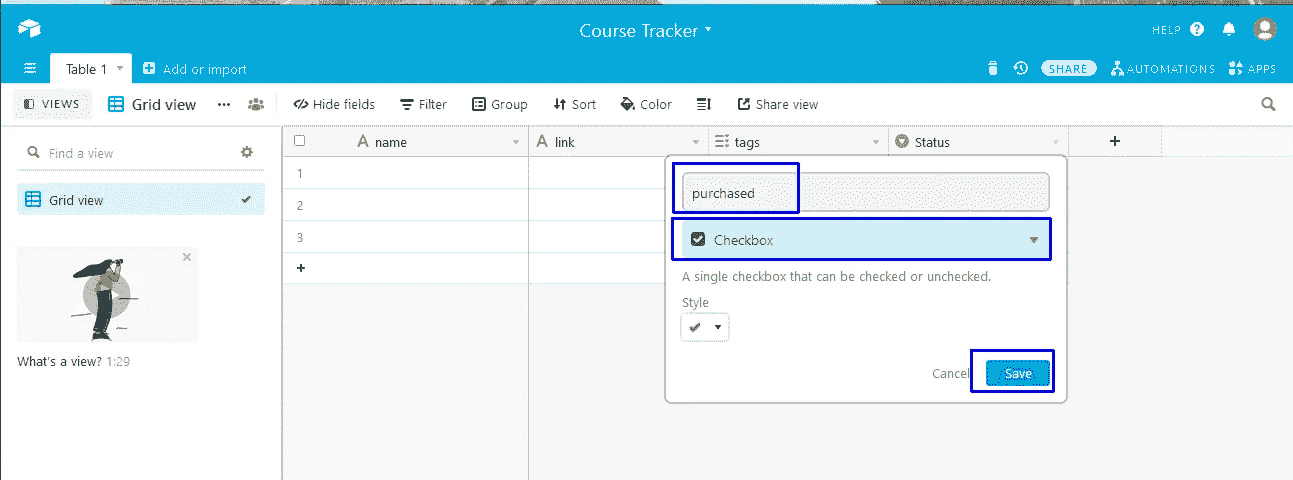 Course Tracker
HELP
Table 1
Add or import
SHARE
AUTOMATIONS
APPS
VIEWS
Grid view
Hide fields
Filter
Group
Sort
Color
Share view
Find a view
Grid view
What's a view? 1:29
name
link
tags
Status
1
2
3
purchased
Checkbox
A single checkbox that can be checked or unchecked.
Style
Cancel
Save